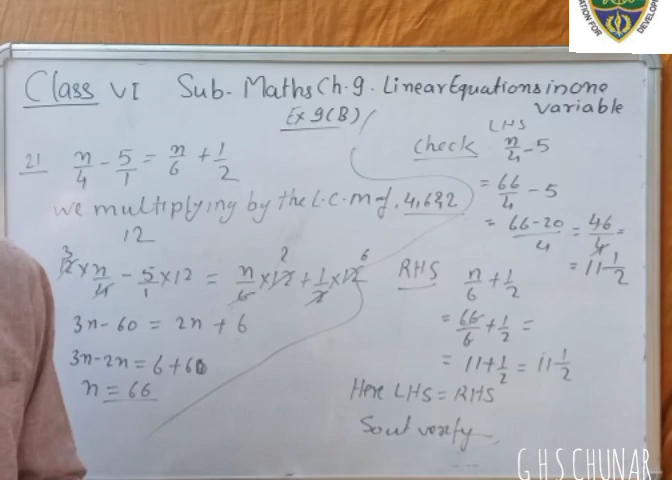 Class VI Sub- Maths Ch.9. Linear Equations in one variable
Ex 9(B)
21 n/4 - 5/1 = n/6 + 1/2
we multiplying by the L.C.M of. 4,6&2
12
12 × n/4 - 5/1 × 12 = n/6 × 12 + 1/2 × 12
3 2 6
3n - 60 = 2n + 6
3n - 2n = 6 + 60
n = 66
LHS
Check n/4 - 5
= 66/4 - 5
= 66-20/4 = 46/4 =
= 11 1/2
RHS n/6 + 1/2
= 66/6 + 1/2 =
= 11 + 1/2 = 11 1/2
Here LHS = RHS
verify
G H S CHUNAR